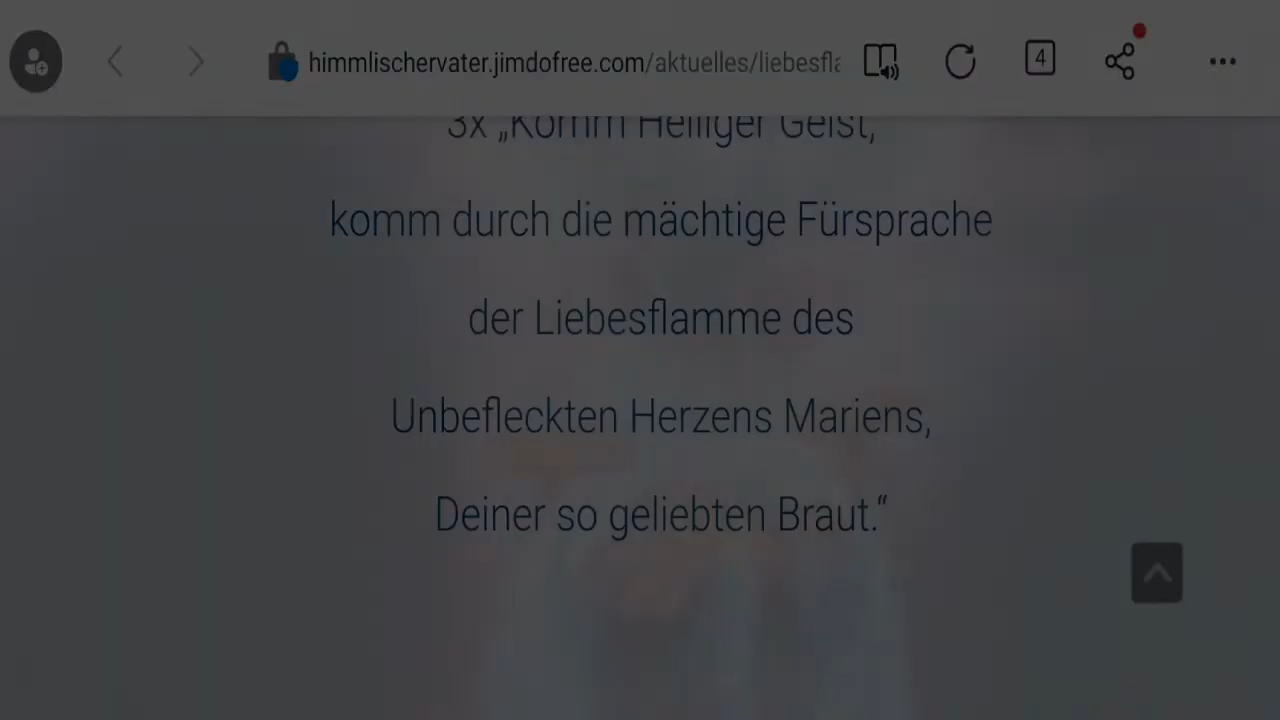 himmlischervater.jimdofree.com/aktuelles/liebesfla
4
3x „Komm Heiliger Geist,
komm durch die mächtige Fürsprache
der Liebesflamme des
Unbefleckten Herzens Mariens,
Deiner so geliebten Braut.“